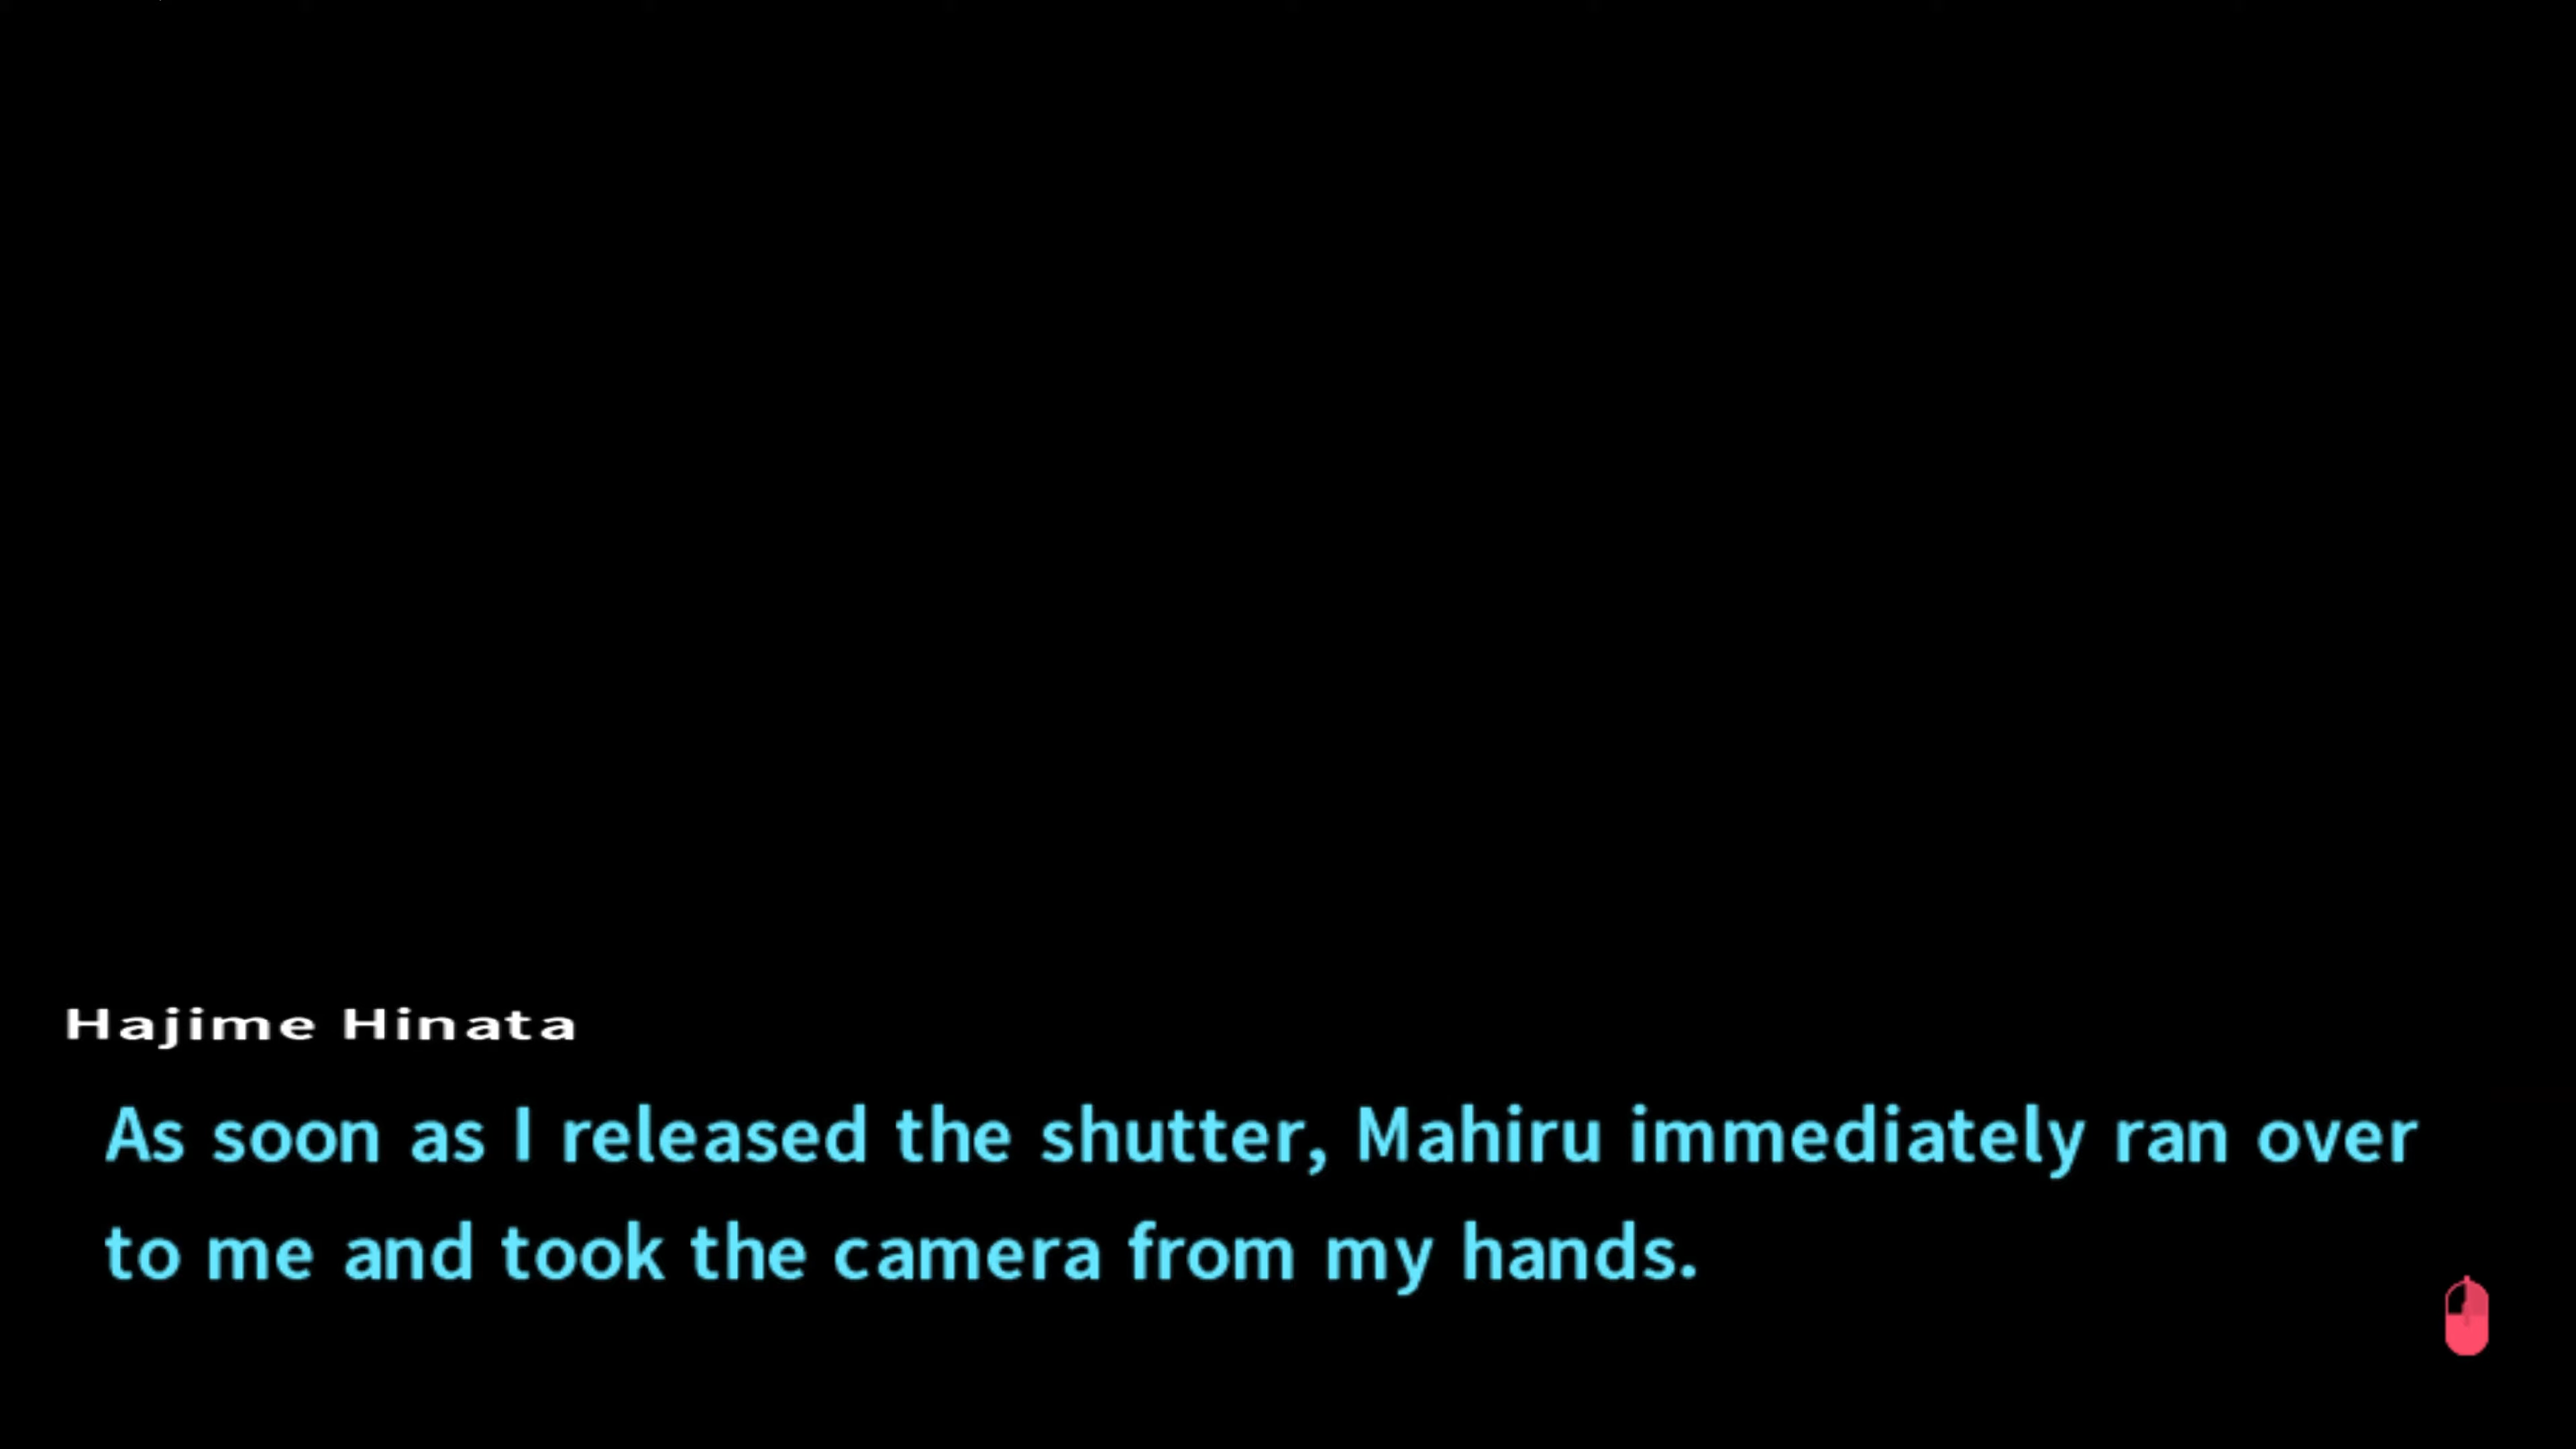 Hajime Hinata
As soon as I released the shutter, Mahiru immediately ran over
to me and took the camera from my hands.